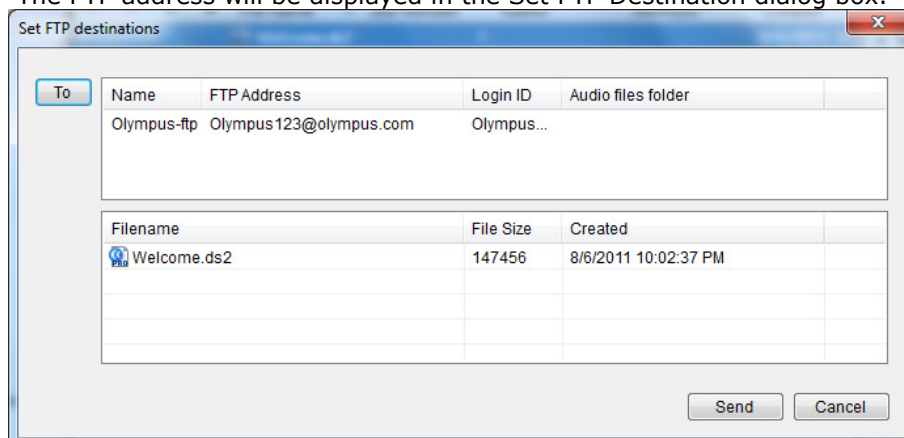 The FTP address will be displayed in the Set FTP Destination dialog box.
Set FTP destinations
To
Name FTP Address Login ID Audio files folder
Olympus-ftp Olympus123@olympus.com Olympus...
Filename File Size Created
Welcome.ds2 147456 8/6/2011 10:02:37 PM
Send Cancel